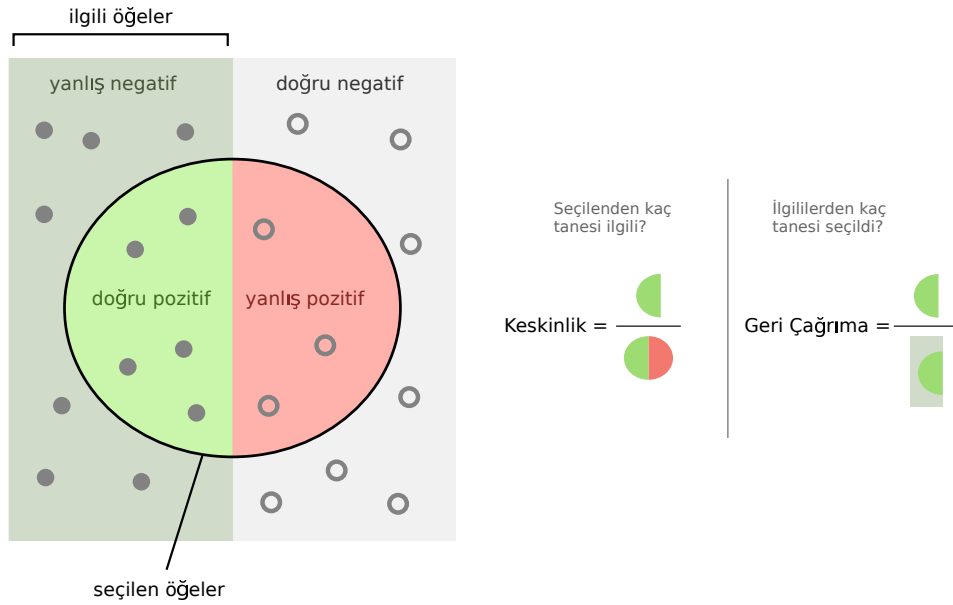 ilgili öğeler
yanlış negatif
doğru negatif
doğru pozitif
yanlış pozitif
seçilen öğeler
Seçilenden kaç
tanesi ilgili?
Keskinlik =
İlgililerden kaç
tanesi seçildi?
Geri Çağrıma =